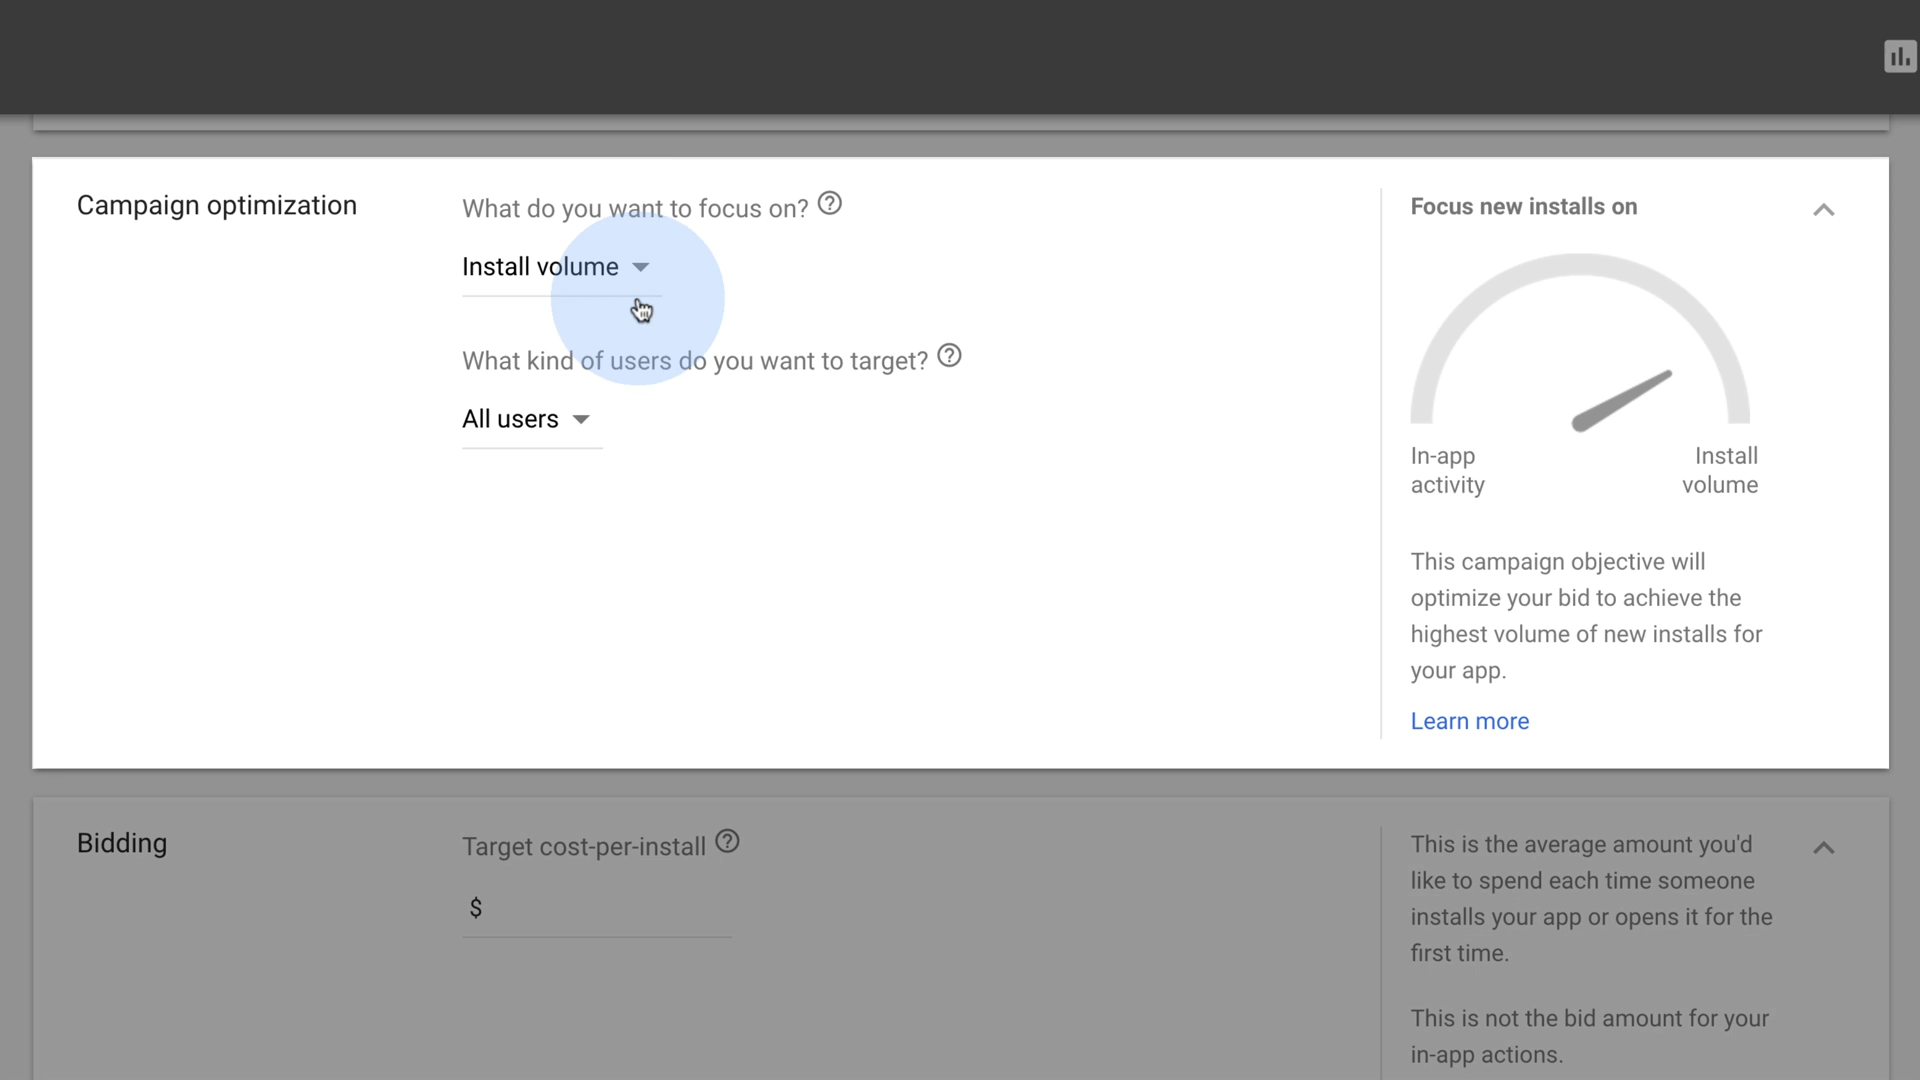 Campaign optimization
What do you want to focus on?
Install volume
What kind of users do you want to target?
All users
Focus new installs on
In-app
activity
Install
volume
This campaign objective will
optimize your bid to achieve the
highest volume of new installs for
your app.
Learn more
Bidding
Target cost-per-install
$
This is the average amount you'd
like to spend each time someone
installs your app or opens it for the
first time.
This is not the bid amount for your
in-app actions.